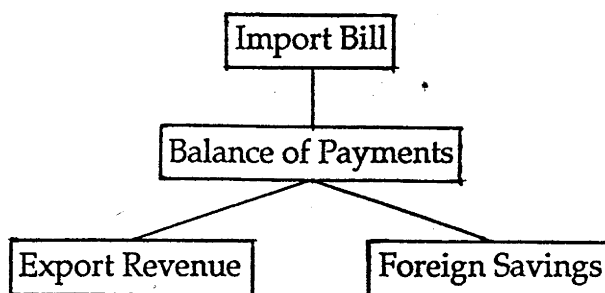 Import Bill
Balance of Payments
Export Revenue
Foreign Savings